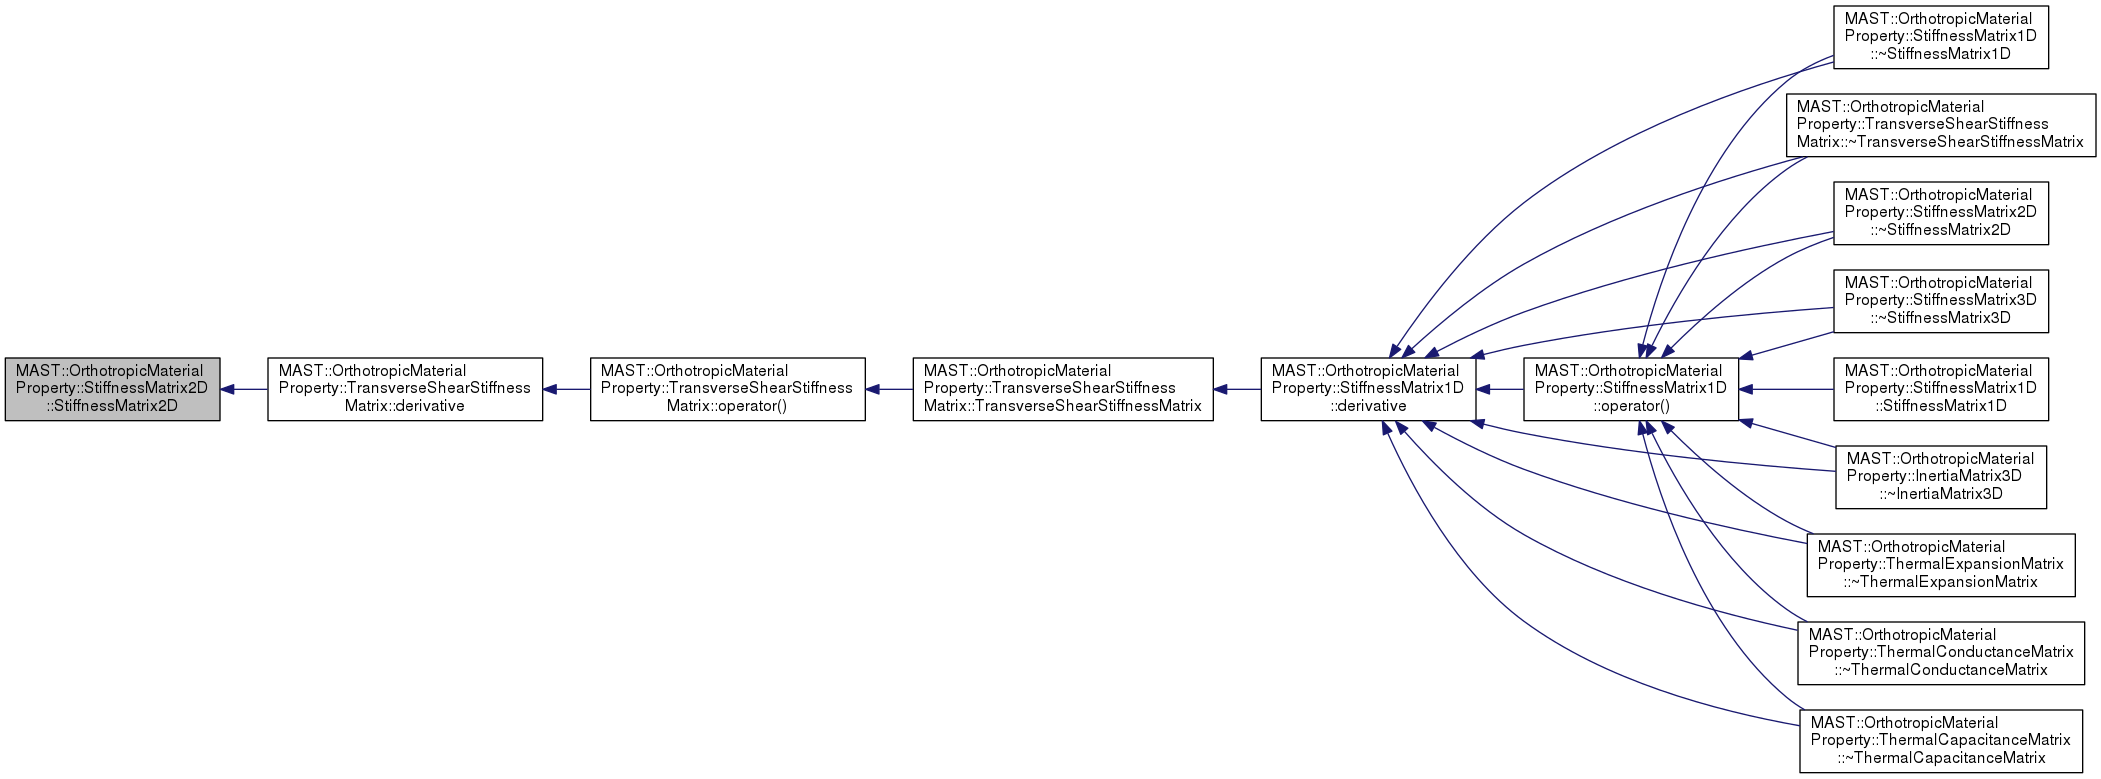 MAST::OrthotropicMaterial
Property::StiffnessMatrix2D
::StiffnessMatrix2D
MAST::OrthotropicMaterial
Property::TransverseShearStiffness
Matrix::derivative
MAST::OrthotropicMaterial
Property::TransverseShearStiffness
Matrix::operator()
MAST::OrthotropicMaterial
Property::TransverseShearStiffness
Matrix::TransverseShearStiffnessMatrix
MAST::OrthotropicMaterial
Property::StiffnessMatrix1D
::derivative
MAST::OrthotropicMaterial
Property::StiffnessMatrix1D
::operator()
MAST::OrthotropicMaterial
Property::StiffnessMatrix1D
::~StiffnessMatrix1D
MAST::OrthotropicMaterial
Property::TransverseShearStiffness
Matrix::~TransverseShearStiffnessMatrix
MAST::OrthotropicMaterial
Property::StiffnessMatrix2D
::~StiffnessMatrix2D
MAST::OrthotropicMaterial
Property::StiffnessMatrix3D
::~StiffnessMatrix3D
MAST::OrthotropicMaterial
Property::StiffnessMatrix1D
::StiffnessMatrix1D
MAST::OrthotropicMaterial
Property::InertiaMatrix3D
::~InertiaMatrix3D
MAST::OrthotropicMaterial
Property::ThermalExpansionMatrix
::~ThermalExpansionMatrix
MAST::OrthotropicMaterial
Property::ThermalConductanceMatrix
::~ThermalConductanceMatrix
MAST::OrthotropicMaterial
Property::ThermalCapacitanceMatrix
::~ThermalCapacitanceMatrix